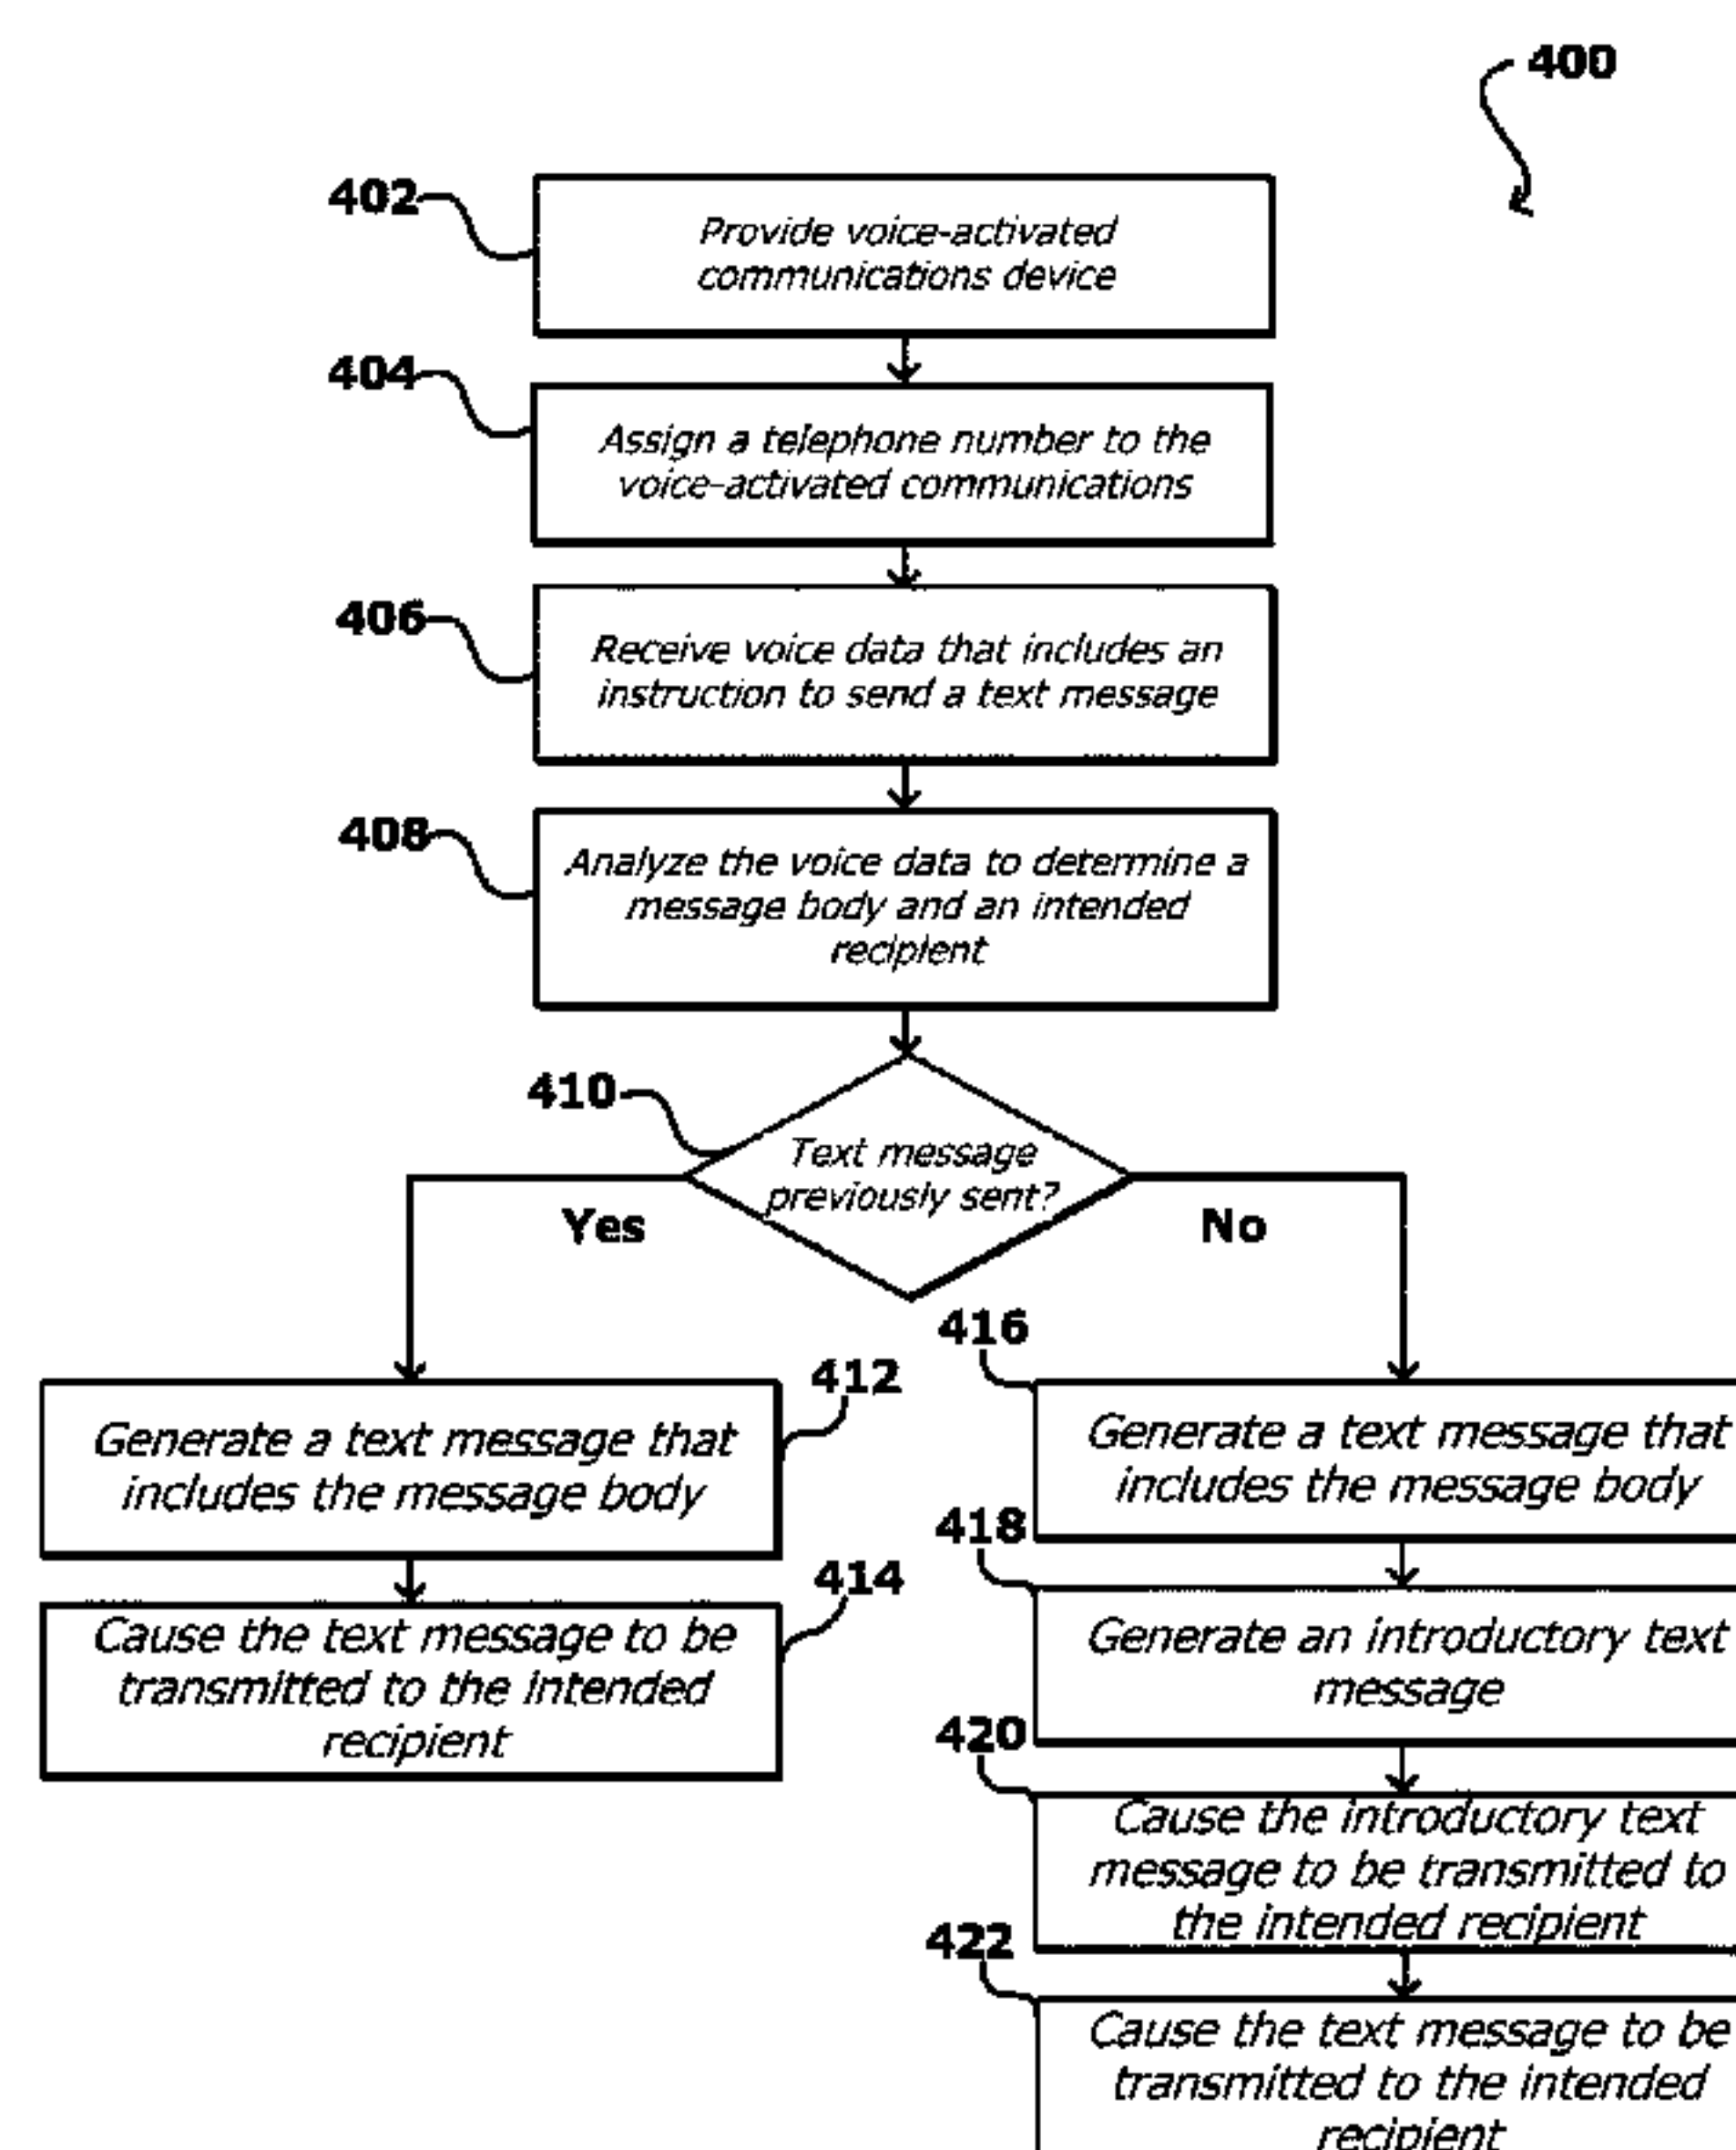 400
402
Provide voice-activated
communications device
404
Assign a telephone number to the
voice-activated communications
406
Receive voice data that includes an
instruction to send a text message
408
Analyze the voice data to determine a
message body and an intended
recipient
410
Text message
previously sent?
Yes
No
412
Generate a text message that
includes the message body
414
Cause the text message to be
transmitted to the intended
recipient
416
Generate a text message that
includes the message body
418
Generate an introductory text
message
420
Cause the introductory text
message to be transmitted to
the intended recipient
422
Cause the text message to be
transmitted to the intended
recipient